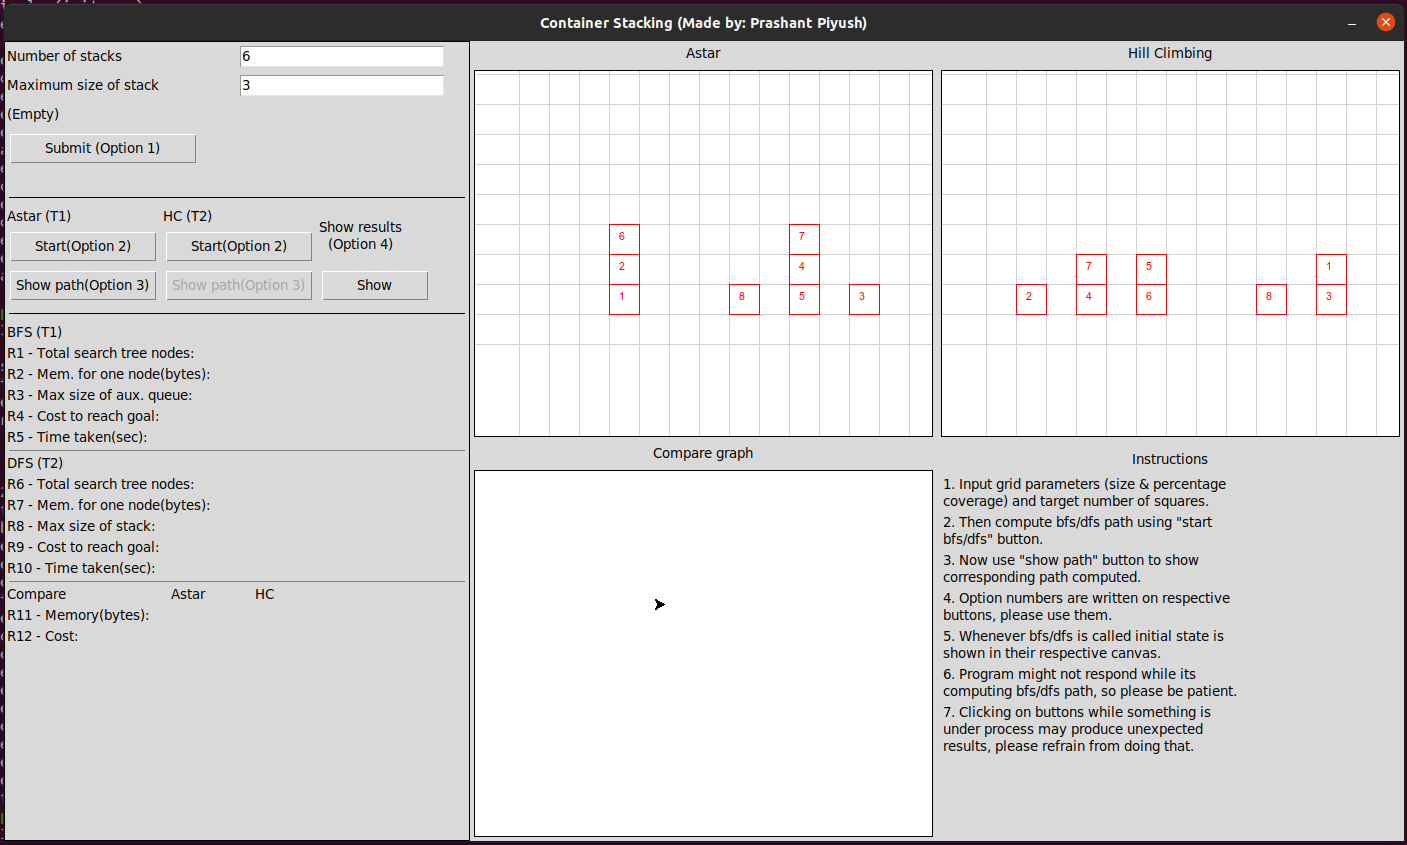 Container Stacking (Made by: Prashant Piyush)
Number of stacks 6
Maximum size of stack 3
(Empty)
Submit (Option 1)
Astar (T1) HC (T2) Show results
(Option 4)
Start(Option 2) Start(Option 2)
Show path(Option 3) Show path(Option 3) Show
BFS (T1)
R1 - Total search tree nodes:
R2 - Mem. for one node(bytes):
R3 - Max size of aux. queue:
R4 - Cost to reach goal:
R5 - Time taken(sec):
DFS (T2)
R6 - Total search tree nodes:
R7 - Mem. for one node(bytes):
R8 - Max size of stack:
R9 - Cost to reach goal:
R10 - Time taken(sec):
Compare Astar HC
R11 - Memory(bytes):
R12 - Cost:
Astar
6 7
2 4
1 8 5 3
Hill Climbing
7 5 1
2 4 6 8 3
Compare graph
Instructions
1. Input grid parameters (size & percentage
coverage) and target number of squares.
2. Then compute bfs/dfs path using "start
bfs/dfs" button.
3. Now use "show path" button to show
corresponding path computed.
4. Option numbers are written on respective
buttons, please use them.
5. Whenever bfs/dfs is called initial state is
shown in their respective canvas.
6. Program might not respond while its
computing bfs/dfs path, so please be patient.
7. Clicking on buttons while something is
under process may produce unexpected
results, please refrain from doing that.